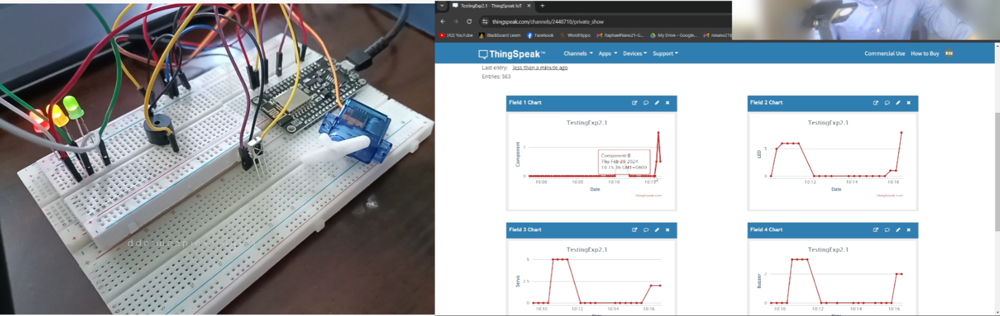 TestingExp2.1 - ThingSpeak IoT
thingspeak.com/channels/2448718/private_show
(12) YouTube Blackboard Learn Facebook WordHippo RaphaelNano21-G... My Drive - Google...
ThingSpeak™ Channels Apps Devices Support Commercial Use How to Buy RN
Last entry: less than a minute ago
Entries: 563
Field 1 Chart
TestingExp2.1
Component
2
0
Component: 0
Thu Feb 29 2024
10:15:36 GMT+0800
10:00 10:05 10:10 10:15
Date
ThingSpeak.com
Field 2 Chart
TestingExp2.1
LED
5
0
10:12 10:14 10:16
Date
ThingSpeak.com
Field 3 Chart
TestingExp2.1
Servo
5
2.5
0
10:10 10:12 10:14 10:16
Field 4 Chart
TestingExp2.1
Buzzer
2
0
10:10 10:12 10:14 10:16